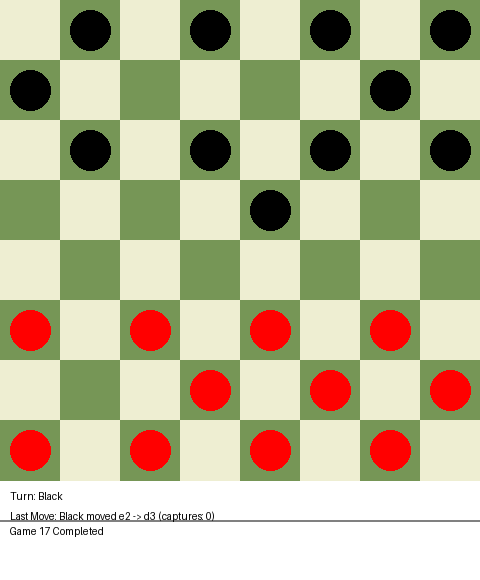 Turn: Black
Last Move: Black moved e2 -> d3 (captures: 0)
Game 17 Completed